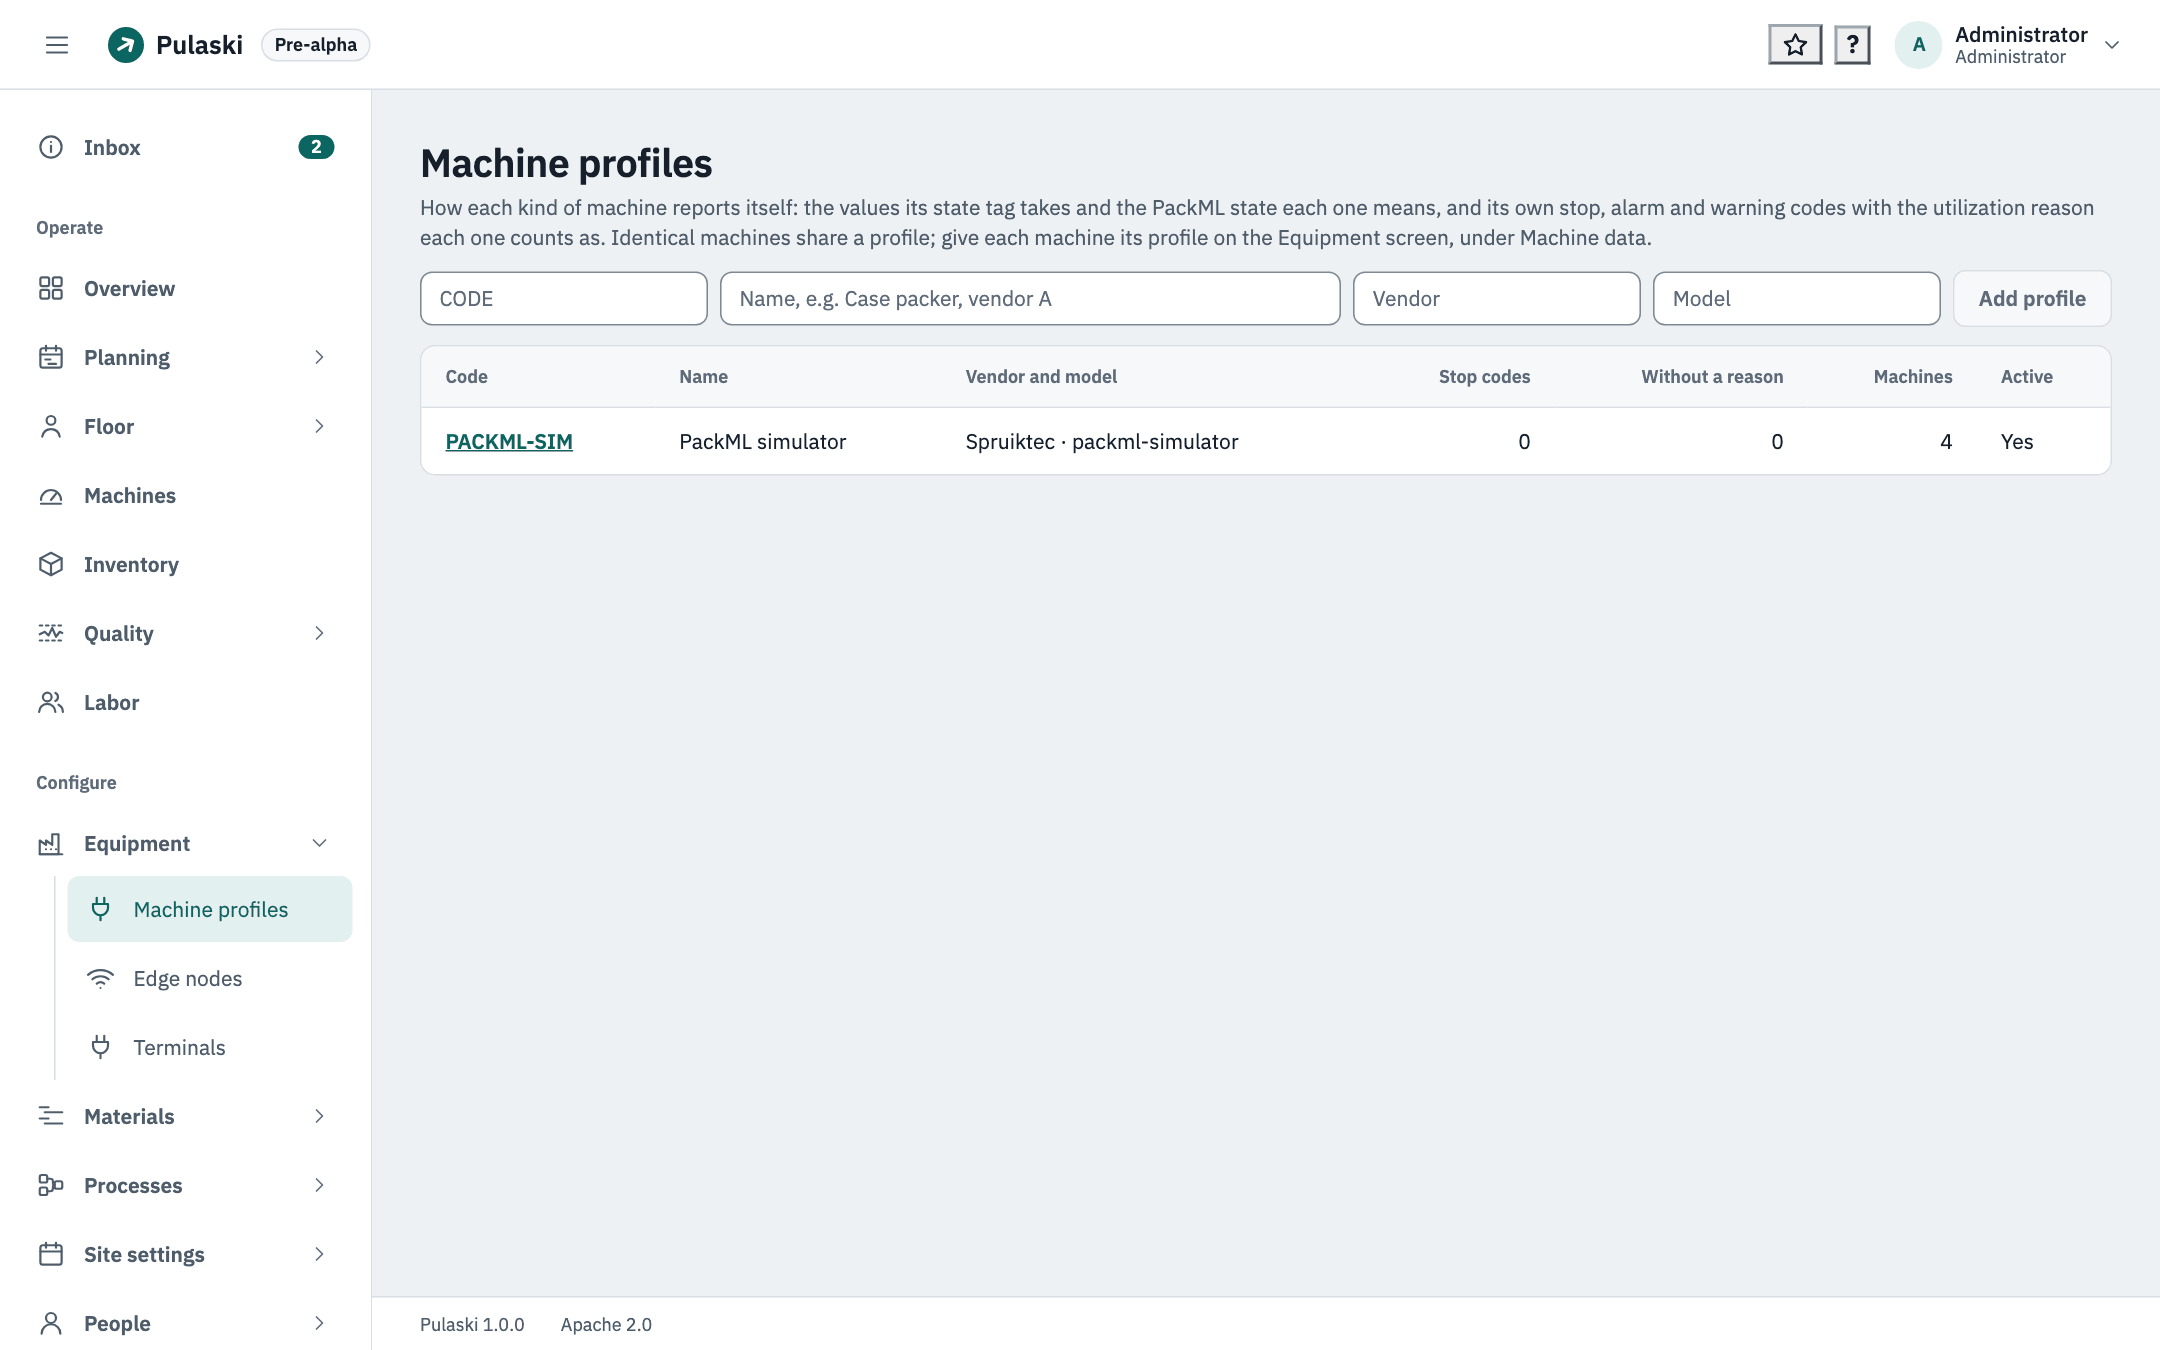 Pulaski
Pre-alpha
?
A
Administrator
Administrator
Inbox
2
Operate
Overview
Planning
Floor
Machines
Inventory
Quality
Labor
Configure
Equipment
Machine profiles
Edge nodes
Terminals
Materials
Processes
Site settings
People
Machine profiles
How each kind of machine reports itself: the values its state tag takes and the PackML state each one means, and its own stop, alarm and warning codes with the utilization reason
each one counts as. Identical machines share a profile; give each machine its profile on the Equipment screen, under Machine data.
CODE
Name, e.g. Case packer, vendor A
Vendor
Model
Add profile
Code Name Vendor and model Stop codes Without a reason Machines Active
PACKML-SIM PackML simulator Spruiktec · packml-simulator 0 0 4 Yes
Pulaski 1.0.0 Apache 2.0